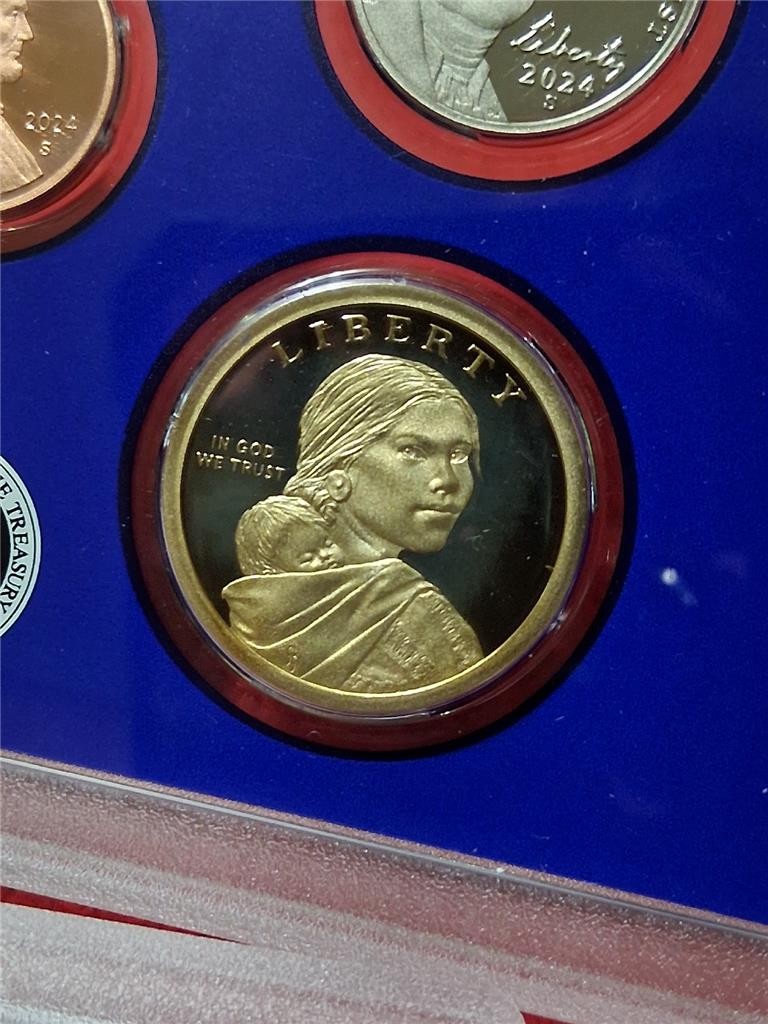 2024
S
Liberty
2024
S
LIBERTY
IN GOD
WE TRUST
TREASURY